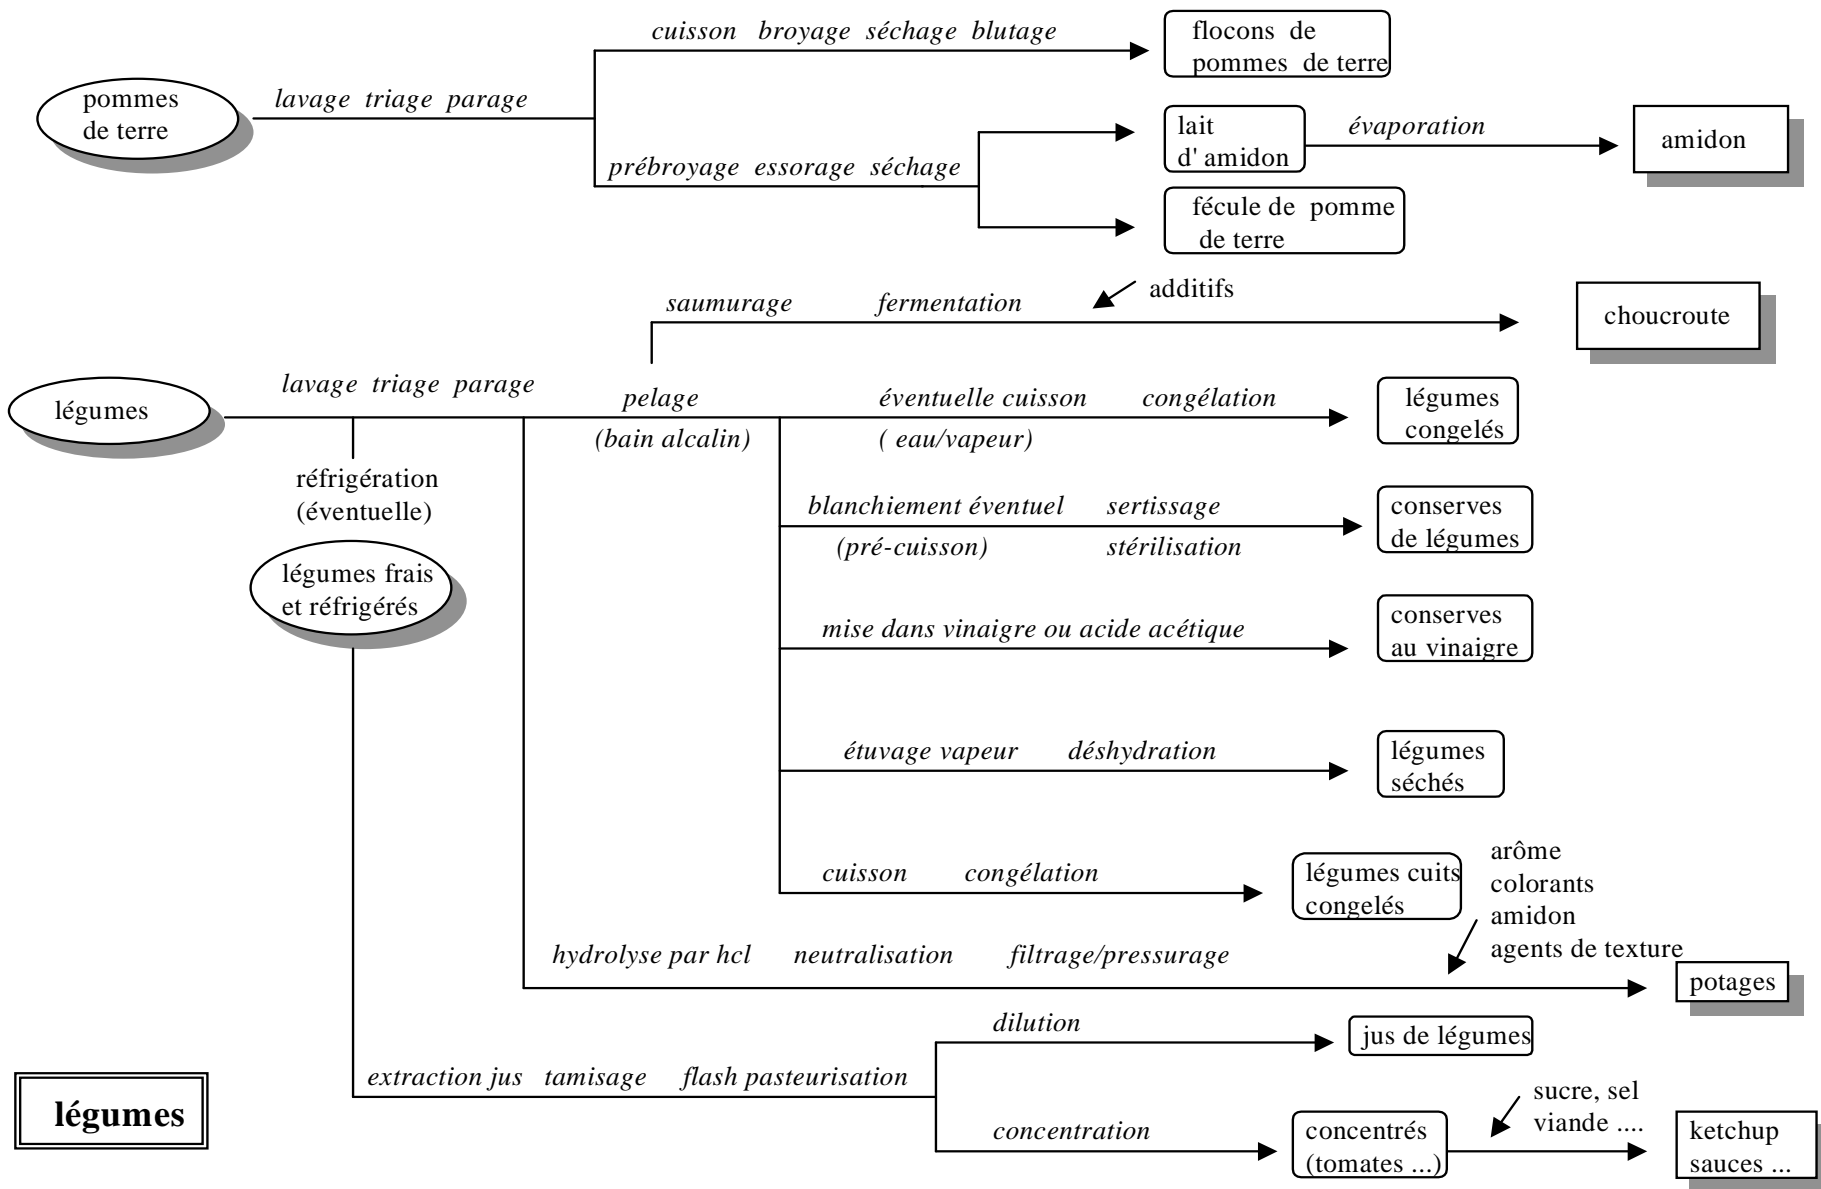 cuisson broyage séchage blutage
flocons de
pommes de terre
pommes
de terre
lavage triage parage
lait
d' amidon
évaporation
amidon
prébroyage essorage séchage
fécule de pomme
de terre
saumurage fermentation
additifs
choucroute
légumes
lavage triage parage
pelage
(bain alcalin)
éventuelle cuisson congélation
( eau/vapeur)
légumes
congelés
réfrigération
(éventuelle)
blanchiement éventuel sertissage
(pré-cuisson) stérilisation
conserves
de légumes
légumes frais
et réfrigérés
mise dans vinaigre ou acide acétique
conserves
au vinaigre
étuvage vapeur déshydration
légumes
séchés
cuisson congélation
légumes cuits
congelés
arôme
colorants
amidon
agents de texture
hydrolyse par hcl neutralisation filtrage/pressurage
potages
dilution
jus de légumes
extraction jus tamisage flash pasteurisation
concentration
concentrés
(tomates ...)
sucre, sel
viande ....
ketchup
sauces ...
légumes